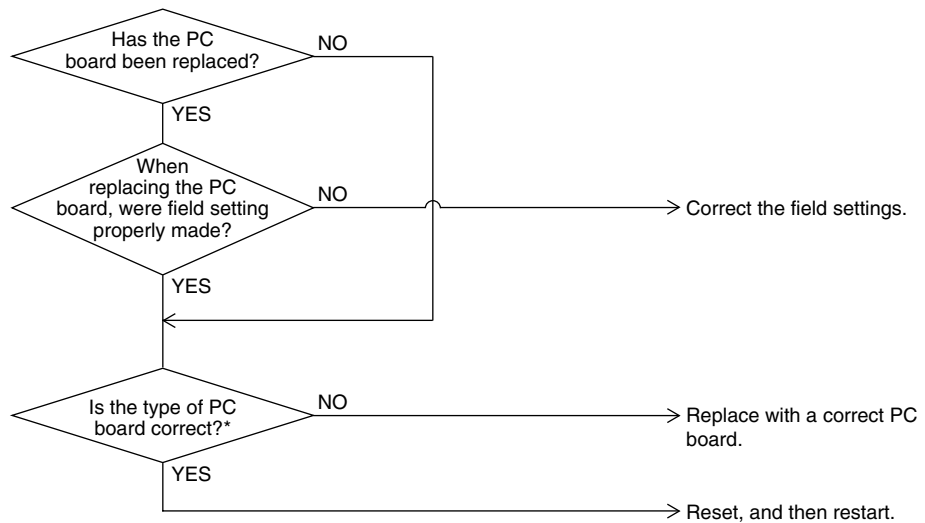 Has the PC
board been replaced?
NO
YES
When
replacing the PC
board, were field setting
properly made?
NO
Correct the field settings.
YES
Is the type of PC
board correct?*
NO
Replace with a correct PC
board.
YES
Reset, and then restart.